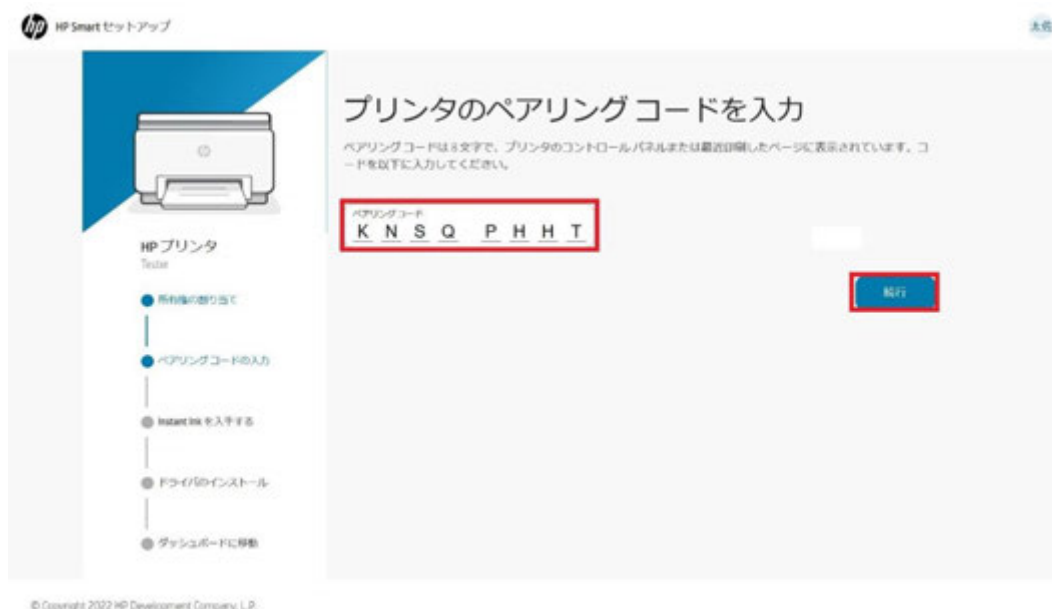 hp HP Smart セットアップ
太佐
プリンタのペアリング コードを入力
ペアリング コードは 8 文字で、プリンタのコントロール パネルまたは最近印刷したページに表示されています。コ
ードを以下に入力してください。
ペアリング コード
K N S Q P H H T
続行
HP プリンタ
Tester
所有権の割り当て
ペアリング コードの入力
Instant Ink を入手する
ドライバのインストール
ダッシュボードに移動
© Copyright 2022 HP Development Company, L.P.